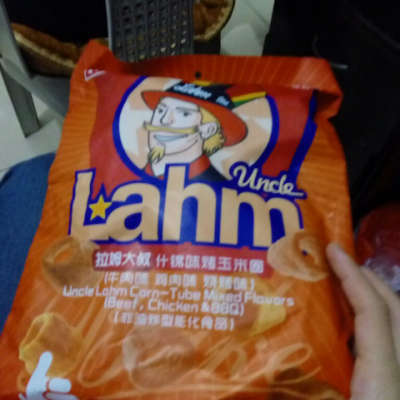 Uncle
Lahm
拉姆大叔 什锦味烤玉米圈
(牛肉味 鸡肉味 烧烤味)
Uncle Lahm Corn-Tube Mixed Flavors
(Beef, Chicken & BBQ)
(非油炸型膨化食品)